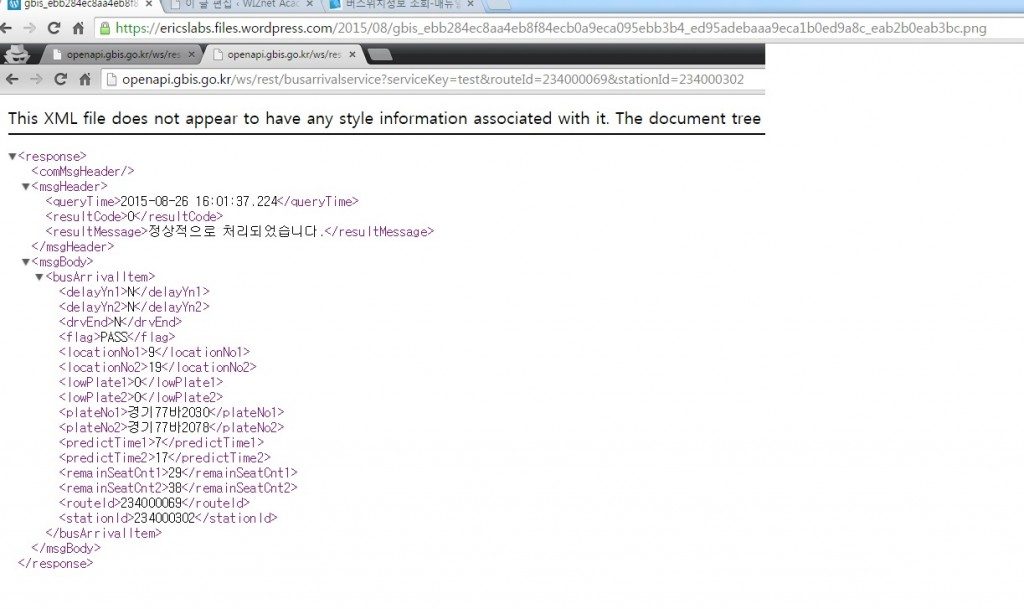 gbis_ebb284ec8aa4eb8f8
이 글 편집 ‹ WIZnet Acad
버스위치정보 조회-매뉴얼
https://ericslabs.files.wordpress.com/2015/08/gbis_ebb284ec8aa4eb8f84ecb0a9eca095ebb3b4_ed95adebaaa9eca1b0ed9a8c_eab2b0eab3bc.png
openapi.gbis.go.kr/ws/res
openapi.gbis.go.kr/ws/res
openapi.gbis.go.kr/ws/rest/busarrivalservice?serviceKey=test&routeId=234000069&stationId=234000302
This XML file does not appear to have any style information associated with it. The document tree
▼<response>
<comMsgHeader/>
▼<msgHeader>
<queryTime>2015-08-26 16:01:37.224</queryTime>
<resultCode>0</resultCode>
<resultMessage>정상적으로 처리되었습니다.</resultMessage>
</msgHeader>
▼<msgBody>
▼<busArrivalItem>
<delayYn1>N</delayYn1>
<delayYn2>N</delayYn2>
<drvEnd>N</drvEnd>
<flag>PASS</flag>
<locationNo1>9</locationNo1>
<locationNo2>19</locationNo2>
<lowPlate1>0</lowPlate1>
<lowPlate2>0</lowPlate2>
<plateNo1>경기77바2030</plateNo1>
<plateNo2>경기77바2078</plateNo2>
<predictTime1>7</predictTime1>
<predictTime2>17</predictTime2>
<remainSeatCnt1>29</remainSeatCnt1>
<remainSeatCnt2>38</remainSeatCnt2>
<routeId>234000069</routeId>
<stationId>234000302</stationId>
</busArrivalItem>
</msgBody>
</response>